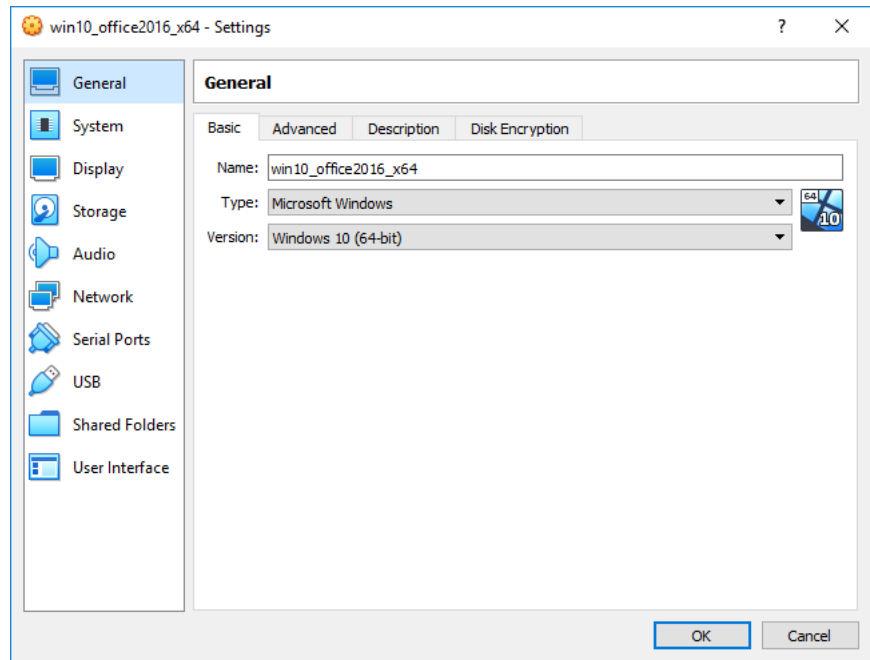 win10_office2016_x64 - Settings
?
General
System
Display
Storage
Audio
Network
Serial Ports
USB
Shared Folders
User Interface
General
Basic Advanced Description Disk Encryption
Name: win10_office2016_x64
Type: Microsoft Windows
64
10
Version: Windows 10 (64-bit)
OK Cancel